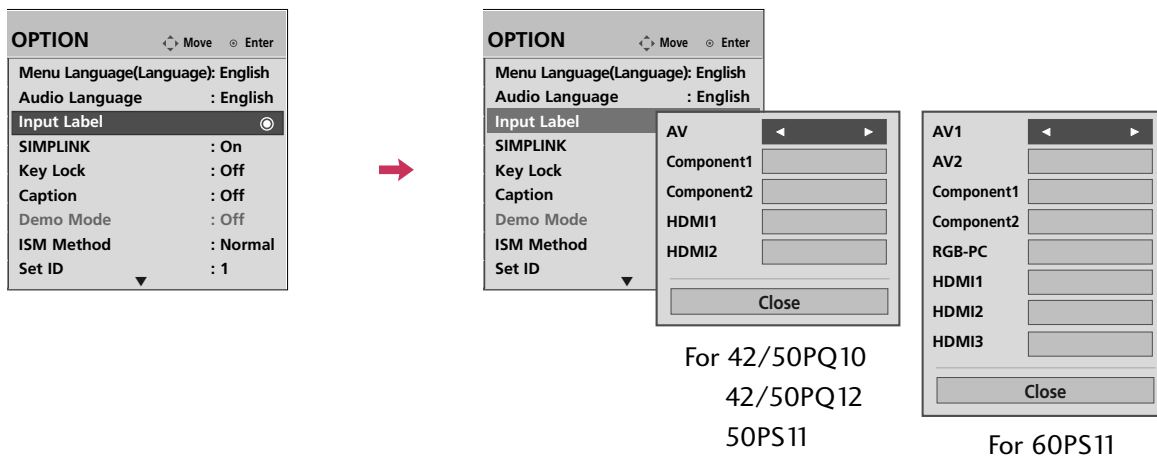 OPTION Move Enter
Menu Language(Language): English
Audio Language : English
Input Label
SIMPLINK : On
Key Lock : Off
Caption : Off
Demo Mode : Off
ISM Method : Normal
Set ID : 1
OPTION Move Enter
Menu Language(Language): English
Audio Language : English
Input Label
SIMPLINK
Key Lock
Caption
Demo Mode
ISM Method
Set ID
AV
Component1
Component2
HDMI1
HDMI2
Close
For 42/50PQ10
42/50PQ12
50PS11
AV1
AV2
Component1
Component2
RGB-PC
HDMI1
HDMI2
HDMI3
Close
For 60PS11